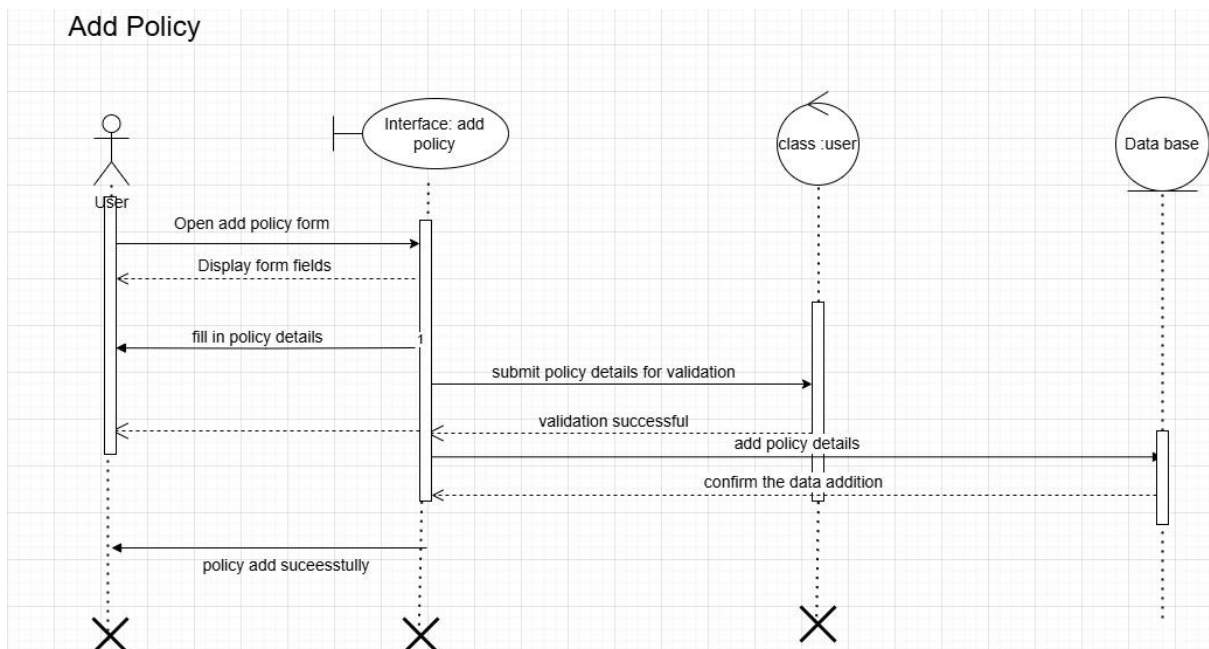 Add Policy
Interface: add
policy
class :user
Data base
User
Open add policy form
Display form fields
fill in policy details
1
submit policy details for validation
validation successful
add policy details
confirm the data addition
policy add suceesstully